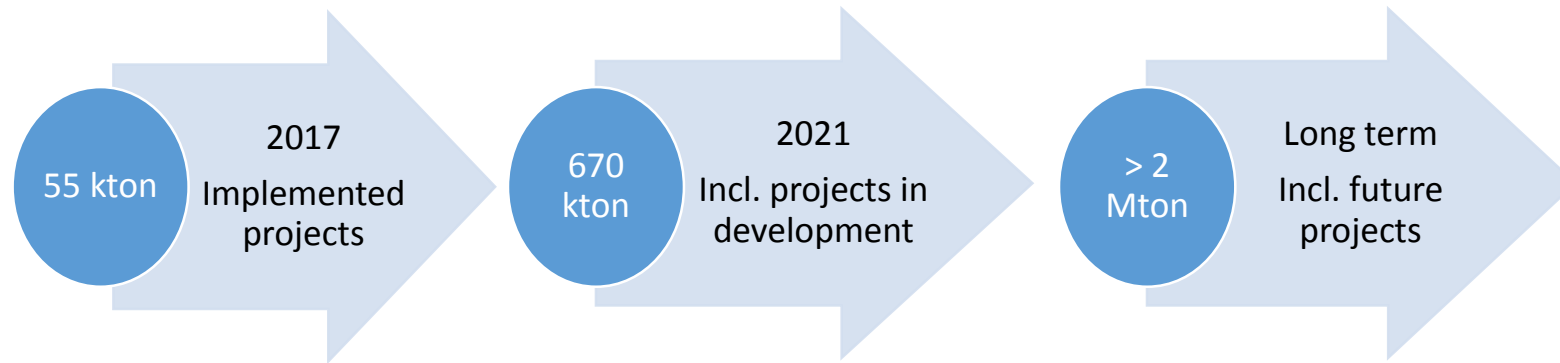 55 kton
2017
Implemented
projects
670
kton
2021
Incl. projects in
development
> 2
Mton
Long term
Incl. future
projects